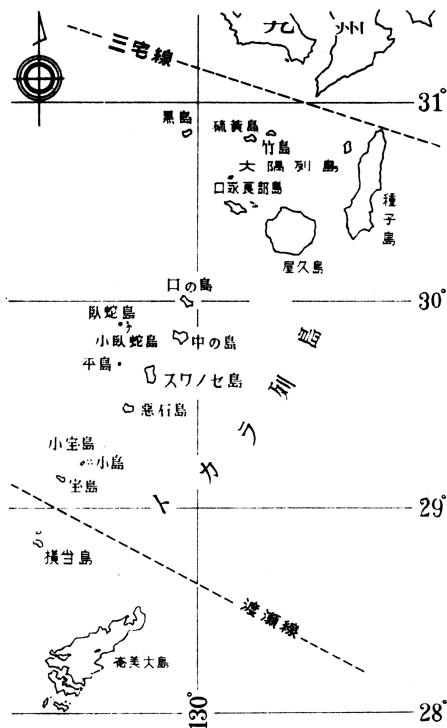 九州
三宅線
31°
黒島
硫黄島
竹島
大隅列島
口永良部島
種子島
屋久島
口の島
30°
臥蛇島
小臥蛇島
中の島
平島
スワノセ島
悪石島
トカラ列島
小宝島
小島
宝島
29°
横当島
渡瀬線
奄美大島
130°
28°